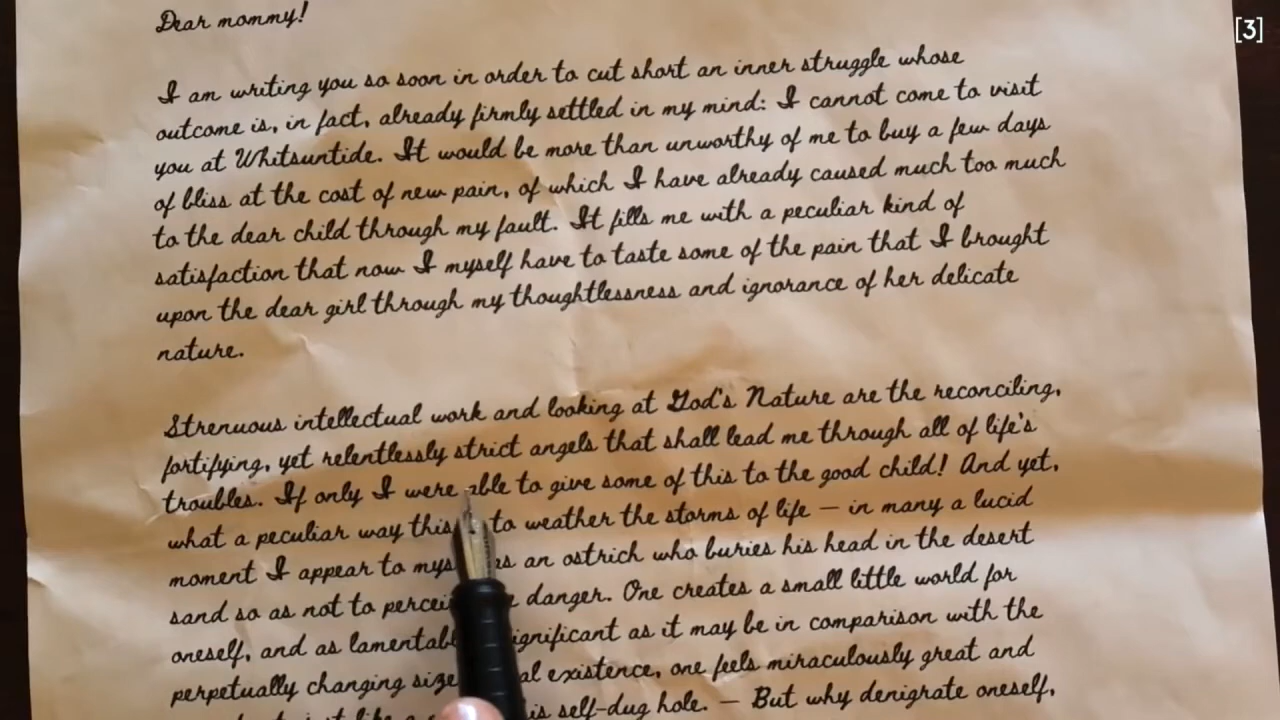 [3]
Dear mommy!
I am writing you so soon in order to cut short an inner struggle whose
outcome is, in fact, already firmly settled in my mind: I cannot come to visit
you at Whitsuntide. It would be more than unworthy of me to buy a few days
of bliss at the cost of new pain, of which I have already caused much too much
to the dear child through my fault. It fills me with a peculiar kind of
satisfaction that now I myself have to taste some of the pain that I brought
upon the dear girl through my thoughtlessness and ignorance of her delicate
nature.
Strenuous intellectual work and looking at God's Nature are the reconciling,
fortifying, yet relentlessly strict angels that shall lead me through all of life's
troubles. If only I were able to give some of this to the good child! And yet,
what a peculiar way this to weather the storms of life — in many a lucid
moment I appear to as an ostrich who buries his head in the desert
sand so as not to danger. One creates a small little world for
oneself, and as as it may be in comparison with the
perpetually changing size existence, one feels miraculously great and
self-dug hole. — But why denigrate oneself,